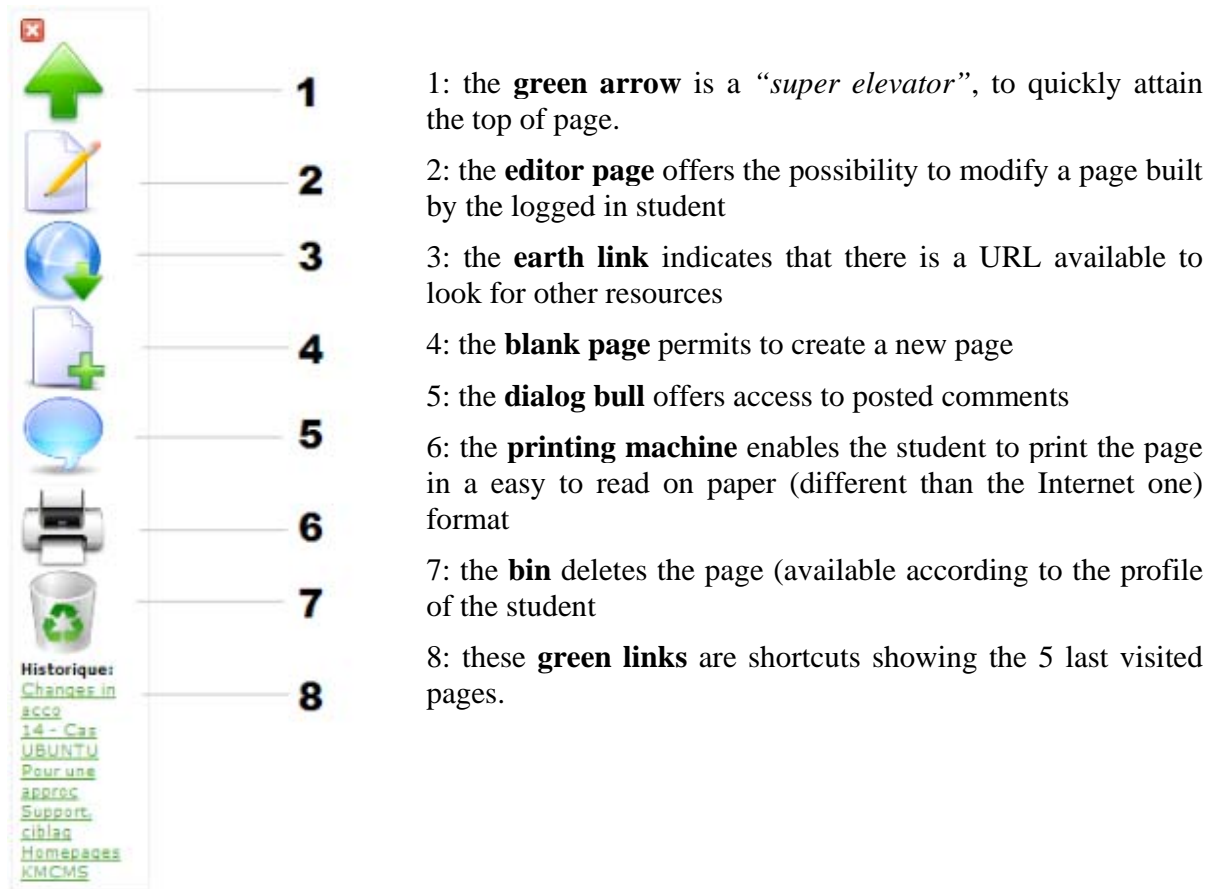 1
2
3
4
5
6
7
8
Historique:
Changes in
acco
14 - Cas
UBUNTU
Pour une
approc
Support,
ciblag
Homepages
KMCMS
1: the green arrow is a “super elevator”, to quickly attain
the top of page.
2: the editor page offers the possibility to modify a page built
by the logged in student
3: the earth link indicates that there is a URL available to
look for other resources
4: the blank page permits to create a new page
5: the dialog bull offers access to posted comments
6: the printing machine enables the student to print the page
in a easy to read on paper (different than the Internet one)
format
7: the bin deletes the page (available according to the profile
of the student
8: these green links are shortcuts showing the 5 last visited
pages.